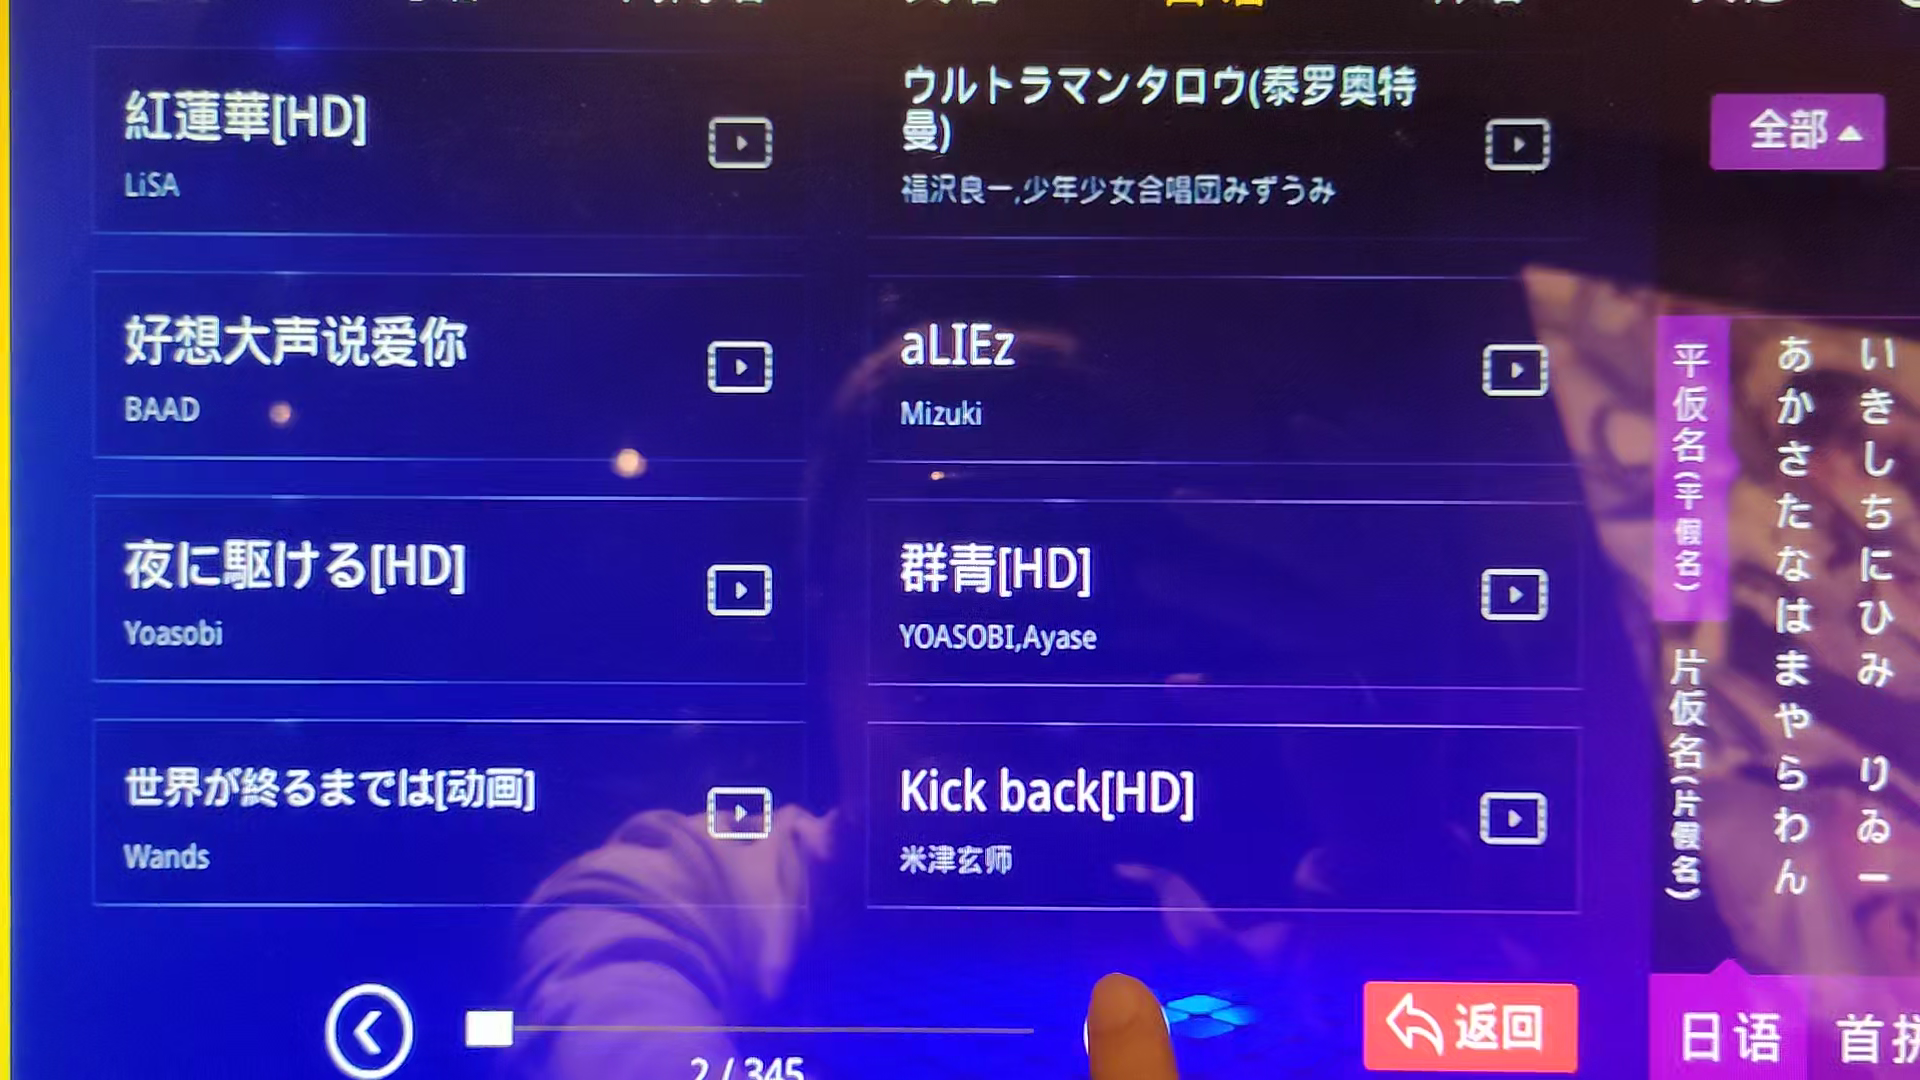 日语
紅蓮華[HD]
LiSA
ウルトラマンタロウ(泰罗奥特
曼)
福沢良一,少年少女合唱団みずうみ
全部
好想大声说爱你
BAAD
aLIEz
Mizuki
夜に駆ける[HD]
Yoasobi
群青[HD]
YOASOBI,Ayase
世界が終るまでは[动画]
Wands
Kick back[HD]
米津玄师
平仮名(平假名)
片仮名(片假名)
あかさたなはまやらわん
いきしちにひみ りゐー
2 / 345
返回
日语
首拼